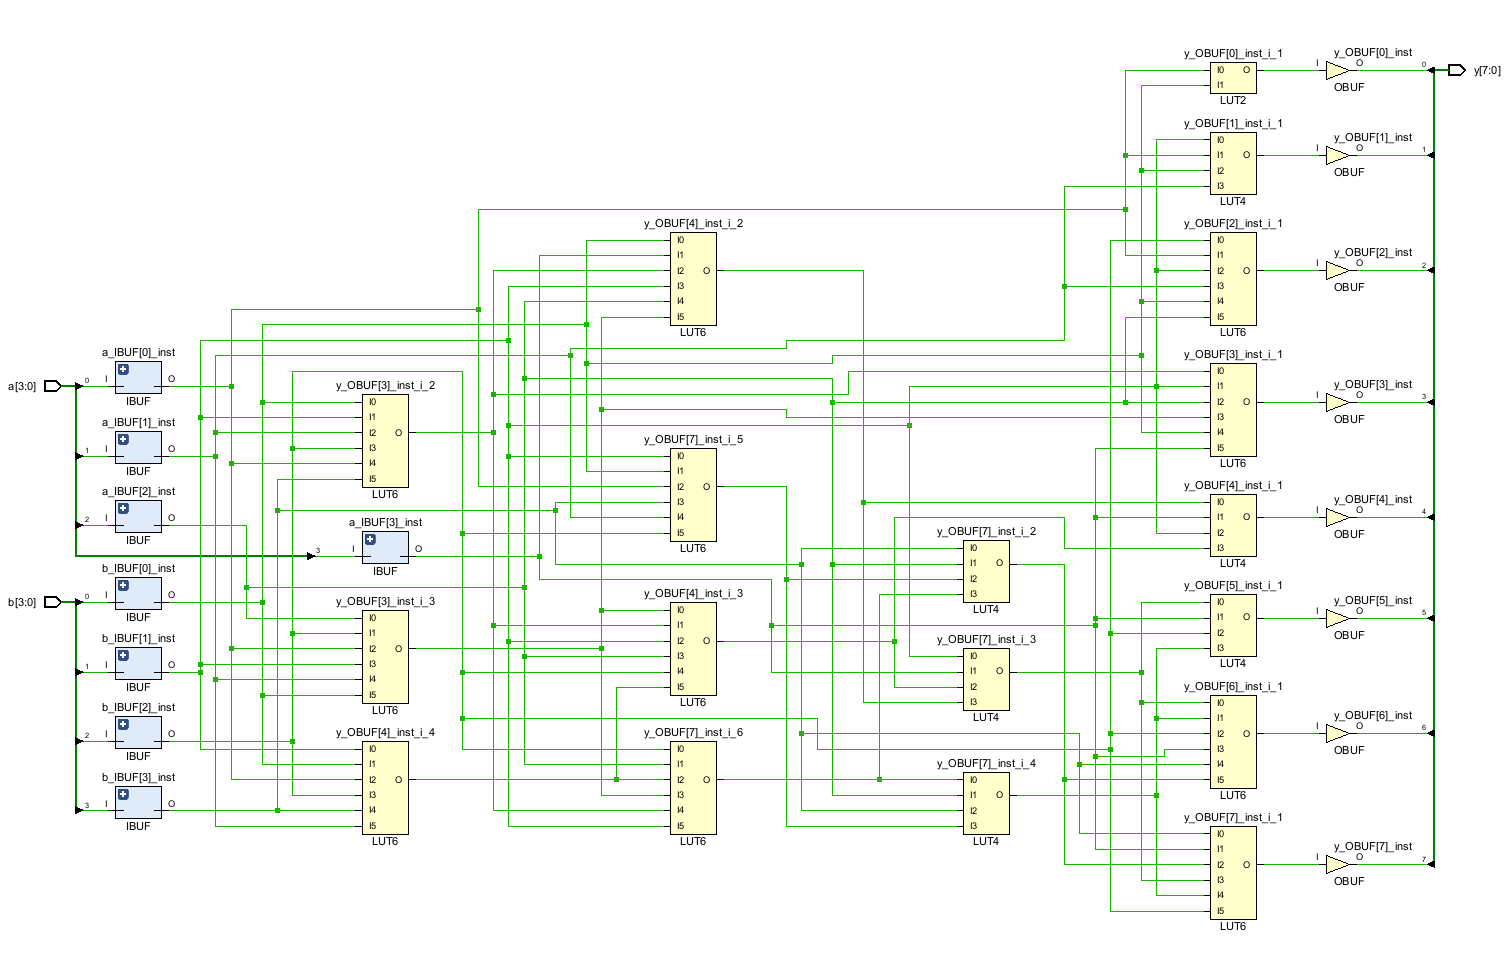 a[3:0]
0
1
2
3
a_IBUF[0]_inst
I
O
IBUF
a_IBUF[1]_inst
I
O
IBUF
a_IBUF[2]_inst
I
O
IBUF
b[3:0]
0
1
2
3
b_IBUF[0]_inst
I
O
IBUF
b_IBUF[1]_inst
I
O
IBUF
b_IBUF[2]_inst
I
O
IBUF
b_IBUF[3]_inst
I
O
IBUF
y_OBUF[3]_inst_i_2
I0
I1
I2
I3
I4
I5
O
LUT6
a_IBUF[3]_inst
I
O
IBUF
y_OBUF[3]_inst_i_3
I0
I1
I2
I3
I4
I5
O
LUT6
y_OBUF[4]_inst_i_4
I0
I1
I2
I3
I4
I5
O
LUT6
y_OBUF[4]_inst_i_2
I0
I1
I2
I3
I4
I5
O
LUT6
y_OBUF[7]_inst_i_5
I0
I1
I2
I3
I4
I5
O
LUT6
y_OBUF[4]_inst_i_3
I0
I1
I2
I3
I4
I5
O
LUT6
y_OBUF[7]_inst_i_6
I0
I1
I2
I3
I4
I5
O
LUT6
y_OBUF[7]_inst_i_2
I0
I1
I2
I3
O
LUT4
y_OBUF[7]_inst_i_3
I0
I1
I2
I3
O
LUT4
y_OBUF[7]_inst_i_4
I0
I1
I2
I3
O
LUT4
y_OBUF[0]_inst_i_1
I0
I1
O
LUT2
y_OBUF[1]_inst_i_1
I0
I1
I2
I3
O
LUT4
y_OBUF[2]_inst_i_1
I0
I1
I2
I3
I4
I5
O
LUT6
y_OBUF[3]_inst_i_1
I0
I1
I2
I3
I4
I5
O
LUT6
y_OBUF[4]_inst_i_1
I0
I1
I2
I3
O
LUT4
y_OBUF[5]_inst_i_1
I0
I1
I2
I3
O
LUT4
y_OBUF[6]_inst_i_1
I0
I1
I2
I3
I4
I5
O
LUT6
y_OBUF[7]_inst_i_1
I0
I1
I2
I3
I4
I5
O
LUT6
y_OBUF[0]_inst
I
O
OBUF
y_OBUF[1]_inst
I
O
OBUF
y_OBUF[2]_inst
I
O
OBUF
y_OBUF[3]_inst
I
O
OBUF
y_OBUF[4]_inst
I
O
OBUF
y_OBUF[5]_inst
I
O
OBUF
y_OBUF[6]_inst
I
O
OBUF
y_OBUF[7]_inst
I
O
OBUF
0
1
2
3
4
5
6
7
y[7:0]